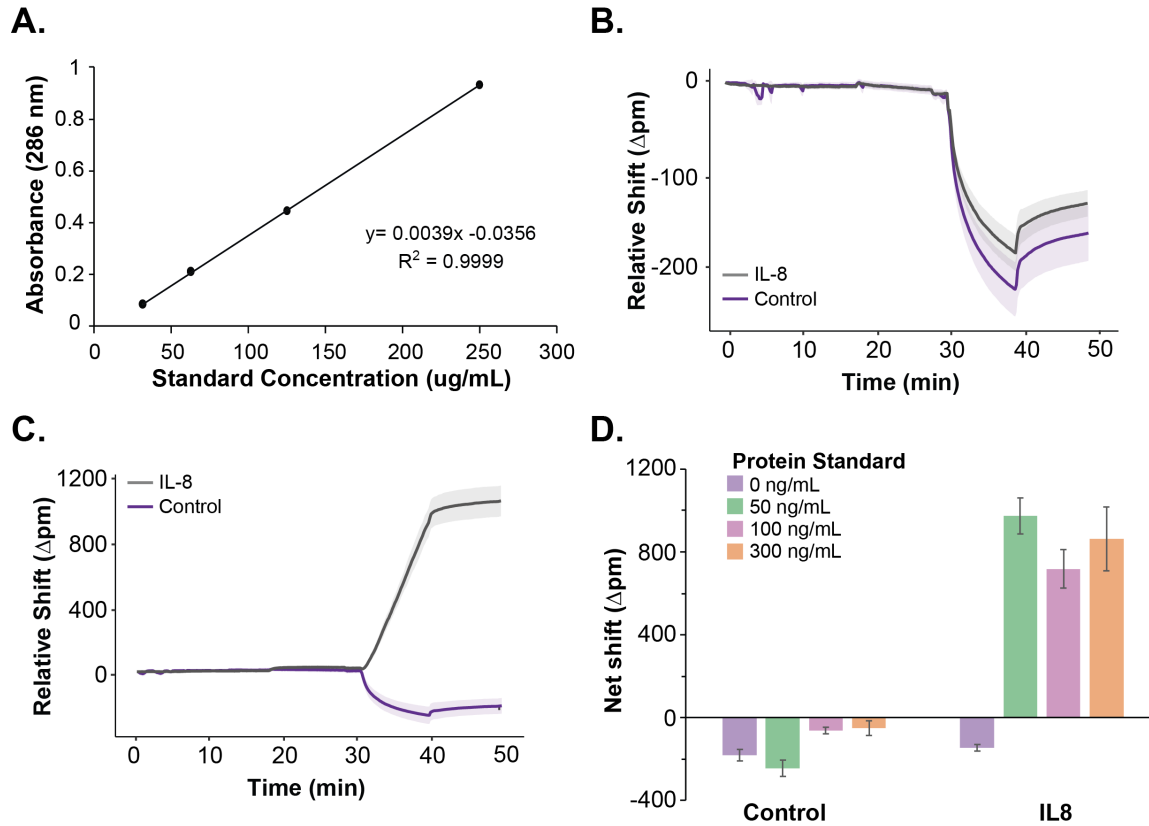 A.
Absorbance (286 nm)
1
0.8
0.6
0.4
0.2
0
y= 0.0039x -0.0356
R² = 0.9999
0 50 100 150 200 250 300
Standard Concentration (ug/mL)
B.
Relative Shift (Δpm)
0
-100
-200
IL-8
Control
0 10 20 30 40 50
Time (min)
C.
Relative Shift (Δpm)
1200
800
400
0
IL-8
Control
0 10 20 30 40 50
Time (min)
D.
Net shift (Δpm)
1200
800
400
0
-400
Protein Standard
0 ng/mL
50 ng/mL
100 ng/mL
300 ng/mL
Control IL8